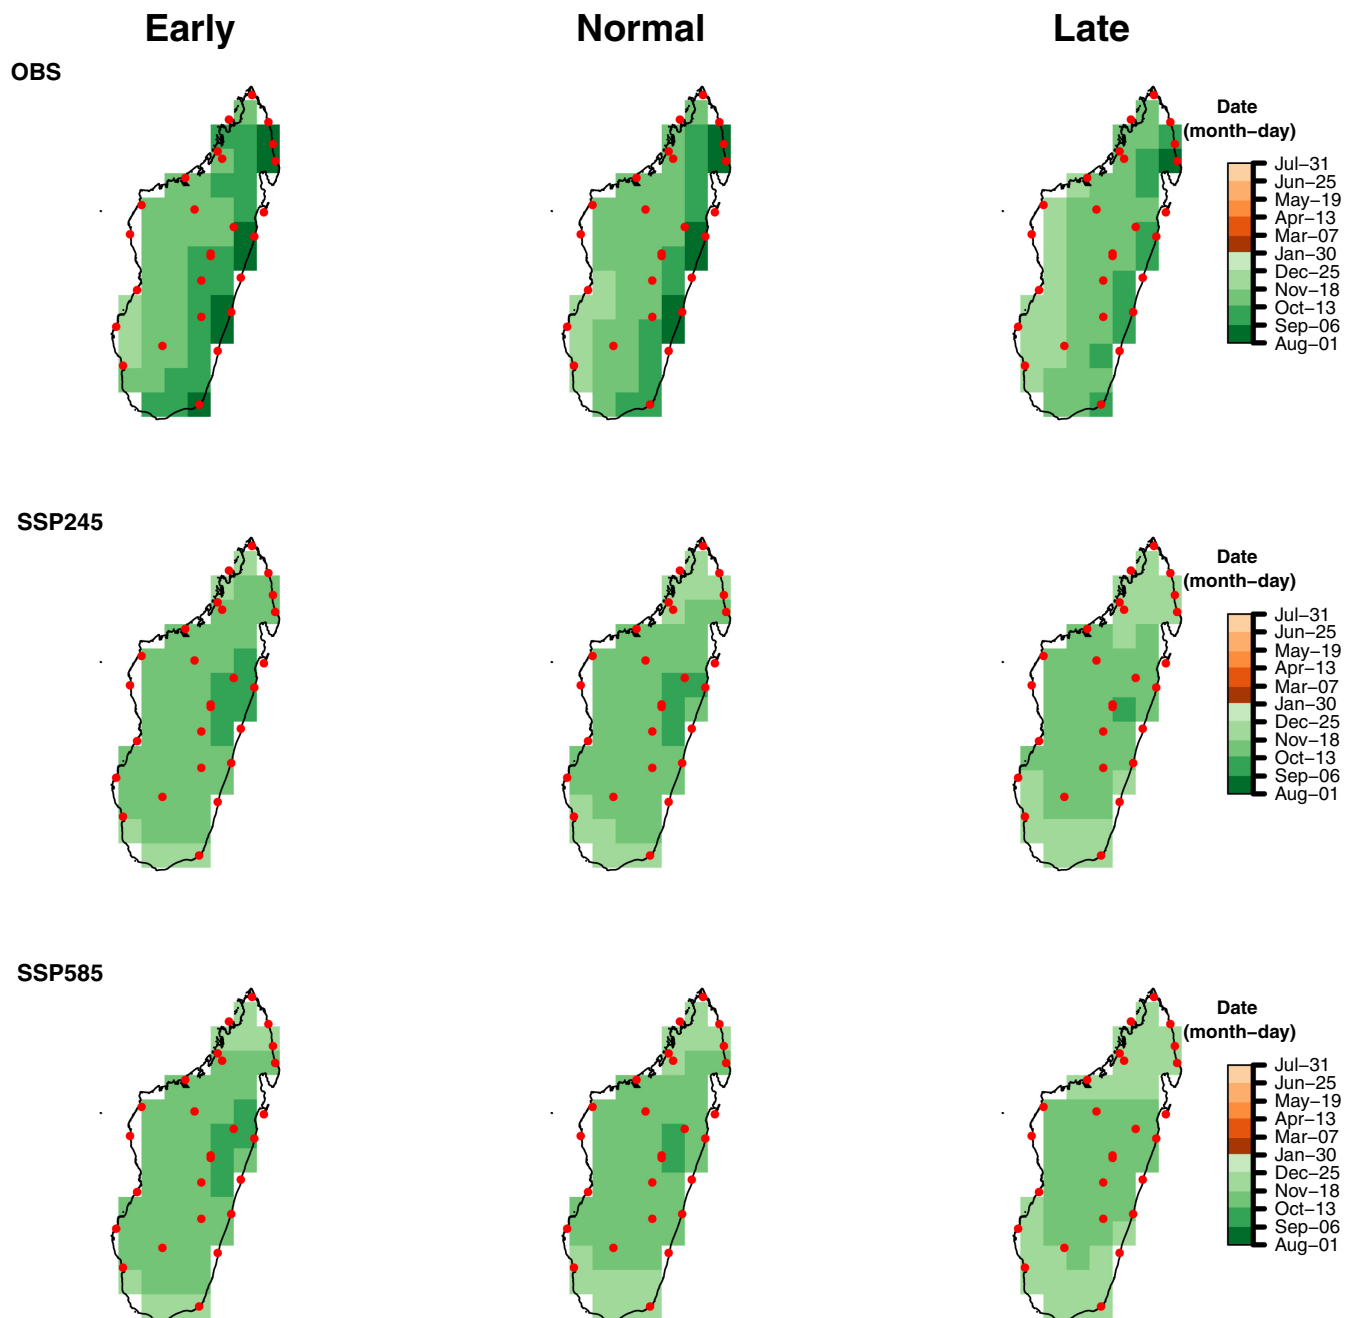 Early Normal Late
OBS
Date
(month−day)
Jul−31
Jun−25
May−19
Apr−13
Mar−07
Jan−30
Dec−25
Nov−18
Oct−13
Sep−06
Aug−01
SSP245
Date
(month−day)
Jul−31
Jun−25
May−19
Apr−13
Mar−07
Jan−30
Dec−25
Nov−18
Oct−13
Sep−06
Aug−01
SSP585
Date
(month−day)
Jul−31
Jun−25
May−19
Apr−13
Mar−07
Jan−30
Dec−25
Nov−18
Oct−13
Sep−06
Aug−01